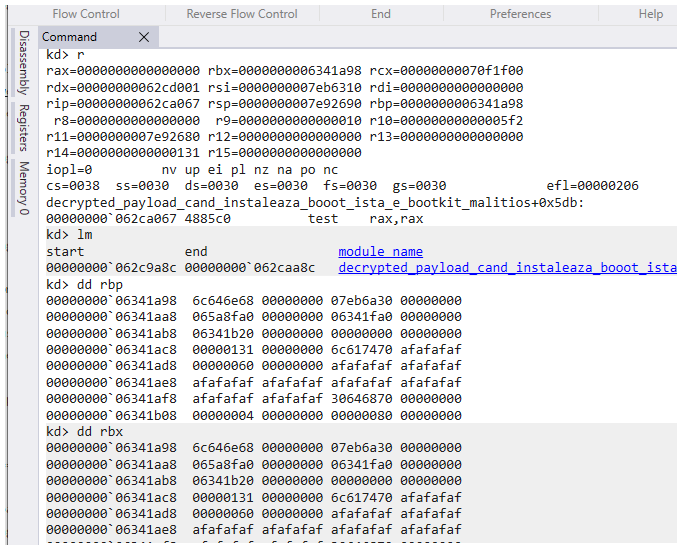 Flow Control Reverse Flow Control End Preferences Help
Disassembly
Registers
Memory 0
Command
kd> r
rax=0000000000000000 rbx=0000000006341a98 rcx=00000000070f1f00
rdx=0000000062cd001 rsi=0000000007eb6310 rdi=0000000000000000
rip=00000000062ca067 rsp=0000000007e92690 rbp=0000000006341a98
r8=0000000000000000 r9=0000000000000010 r10=00000000000005f2
r11=0000000007e92680 r12=0000000000000000 r13=0000000000000000
r14=0000000000000131 r15=0000000000000000
iopl=0 nv up ei pl nz na po nc
cs=0038 ss=0030 ds=0030 es=0030 fs=0030 gs=0030 efl=00000206
decrypted_payload_cand_instaleaza_booot_ista_e_bootkit_malitios+0x5db:
00000000`062ca067 4885c0 test rax,rax
kd> lm
start end module name
00000000`062c9a8c 00000000`062caa8c decrypted_payload_cand_instaleaza_booot_ista
kd> dd rbp
00000000`06341a98 6c646e68 00000000 07eb6a30 00000000
00000000`06341aa8 065a8fa0 00000000 06341fa0 00000000
00000000`06341ab8 06341b20 00000000 00000000 00000000
00000000`06341ac8 00000131 00000000 6c617470 afafafaf
00000000`06341ad8 00000060 00000000 afafafaf afafafaf
00000000`06341ae8 afafafaf afafafaf afafafaf afafafaf
00000000`06341af8 afafafaf afafafaf 30646870 00000000
00000000`06341b08 00000004 00000000 00000080 00000000
kd> dd rbx
00000000`06341a98 6c646e68 00000000 07eb6a30 00000000
00000000`06341aa8 065a8fa0 00000000 06341fa0 00000000
00000000`06341ab8 06341b20 00000000 00000000 00000000
00000000`06341ac8 00000131 00000000 6c617470 afafafaf
00000000`06341ad8 00000060 00000000 afafafaf afafafaf
00000000`06341ae8 afafafaf afafafaf afafafaf afafafaf